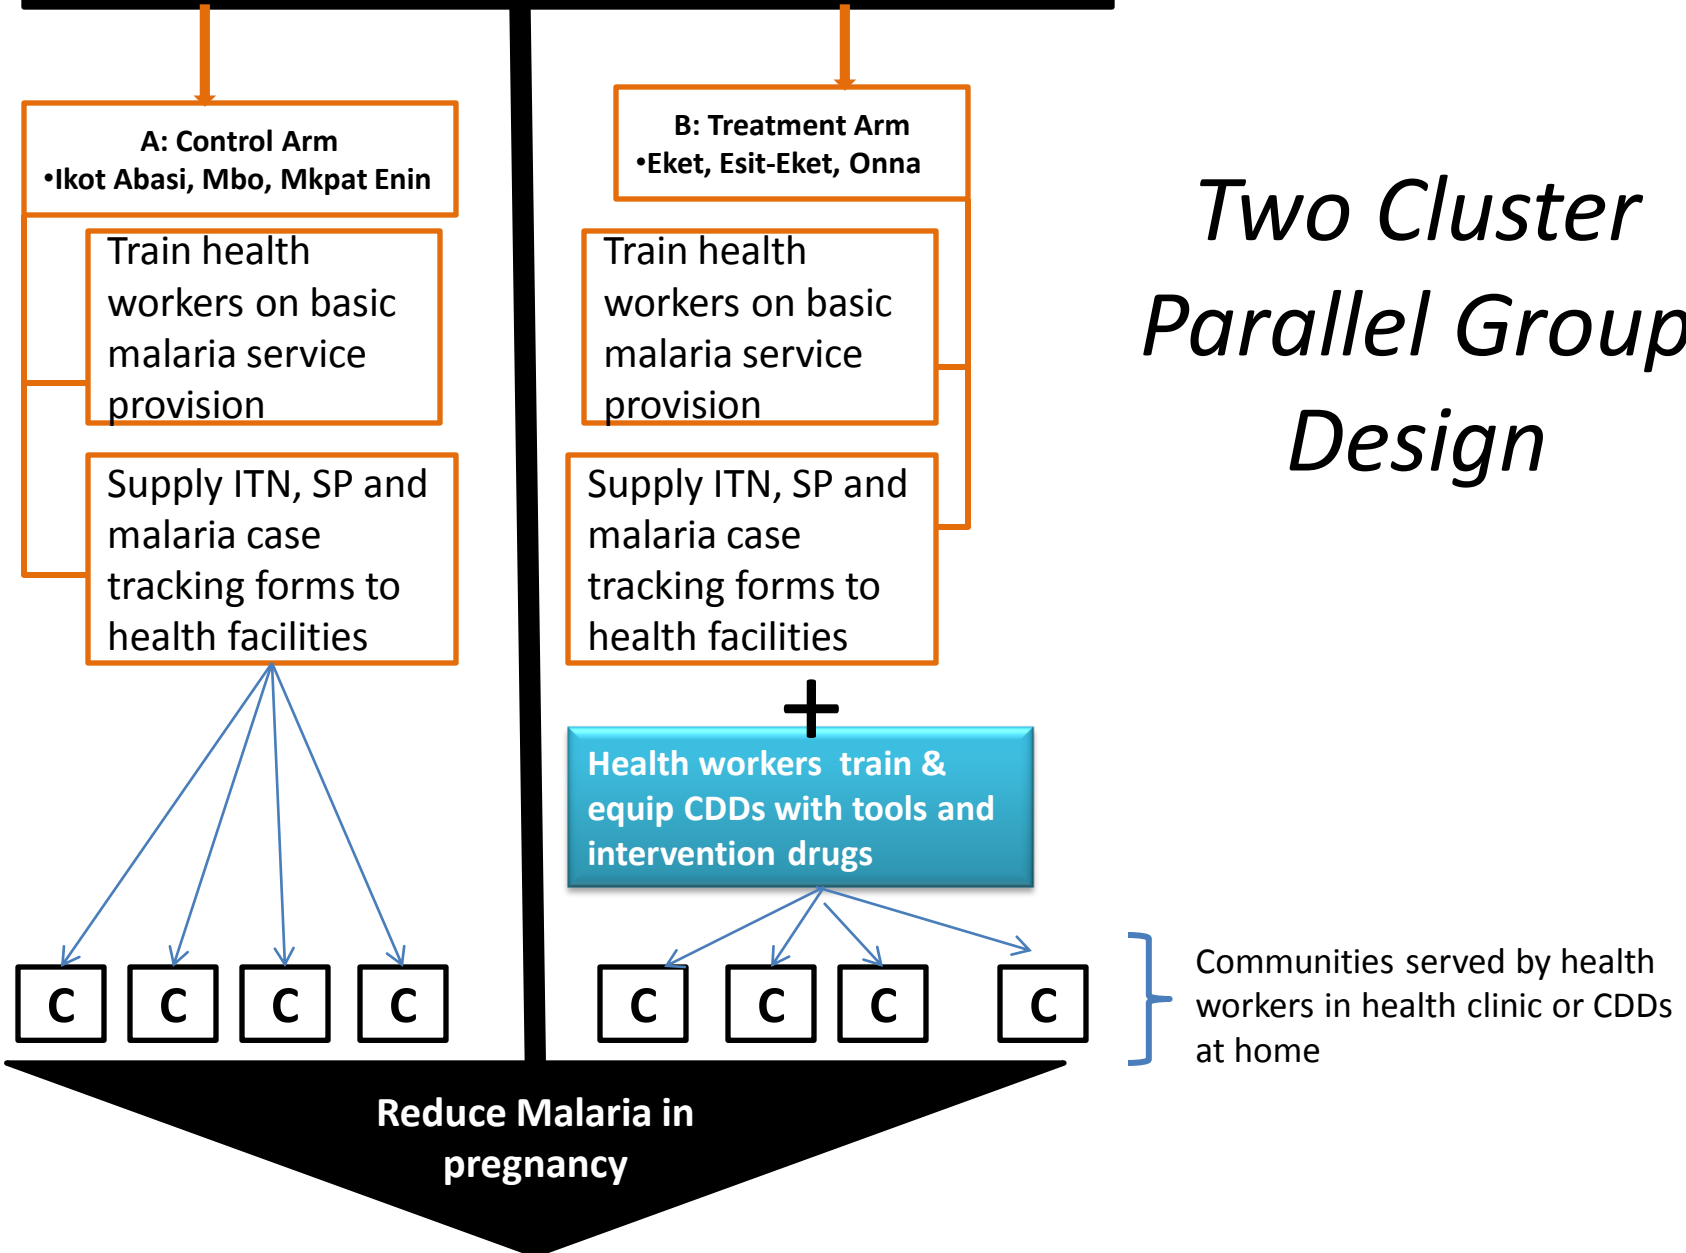 A: Control Arm
•Ikot Abasi, Mbo, Mkpat Enin
Train health
workers on basic
malaria service
provision
Supply ITN, SP and
malaria case
tracking forms to
health facilities
C C C C
B: Treatment Arm
•Eket, Esit-Eket, Onna
Train health
workers on basic
malaria service
provision
Supply ITN, SP and
malaria case
tracking forms to
health facilities
+
Health workers train &
equip CDDs with tools and
intervention drugs
C C C C
Two Cluster
Parallel Group
Design
Communities served by health
workers in health clinic or CDDs
at home
Reduce Malaria in
pregnancy